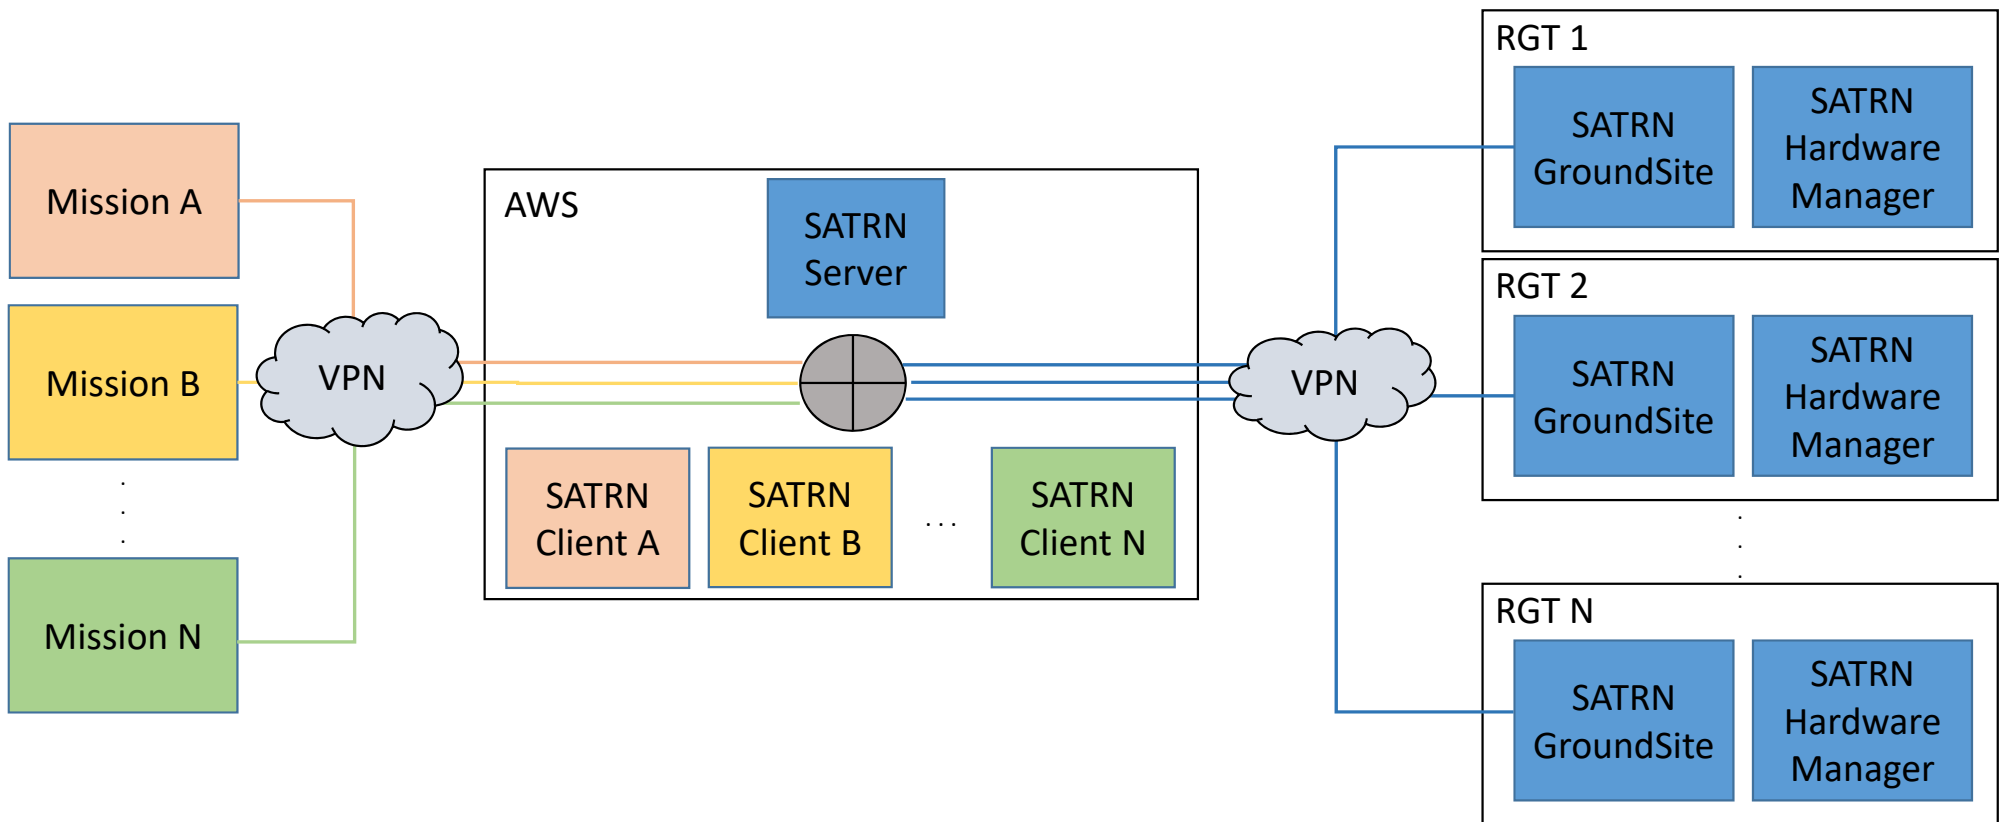 Mission A
Mission B
.
.
.
Mission N
VPN
AWS
SATRN
Server
SATRN
Client A
SATRN
Client B
. . .
SATRN
Client N
VPN
RGT 1
SATRN
GroundSite
SATRN
Hardware
Manager
RGT 2
SATRN
GroundSite
SATRN
Hardware
Manager
.
.
.
RGT N
SATRN
GroundSite
SATRN
Hardware
Manager